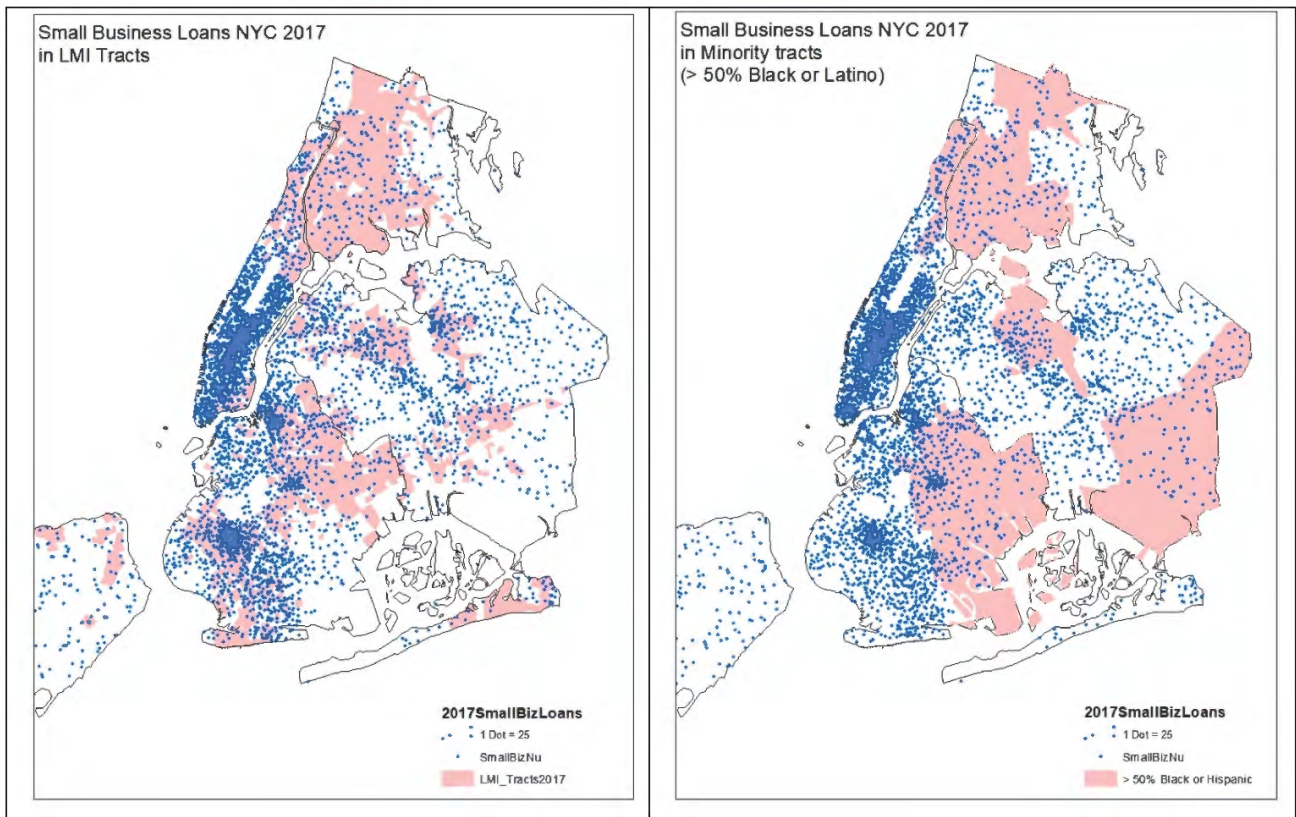 Small Business Loans NYC 2017
in LMI Tracts
2017SmallBizLoans
1 Dot = 25
SmallBizNu
LMI_Tracts2017
Small Business Loans NYC 2017
in Minority tracts
(> 50% Black or Latino)
2017SmallBizLoans
1 Dot = 25
SmallBizNu
> 50% Black or Hispanic